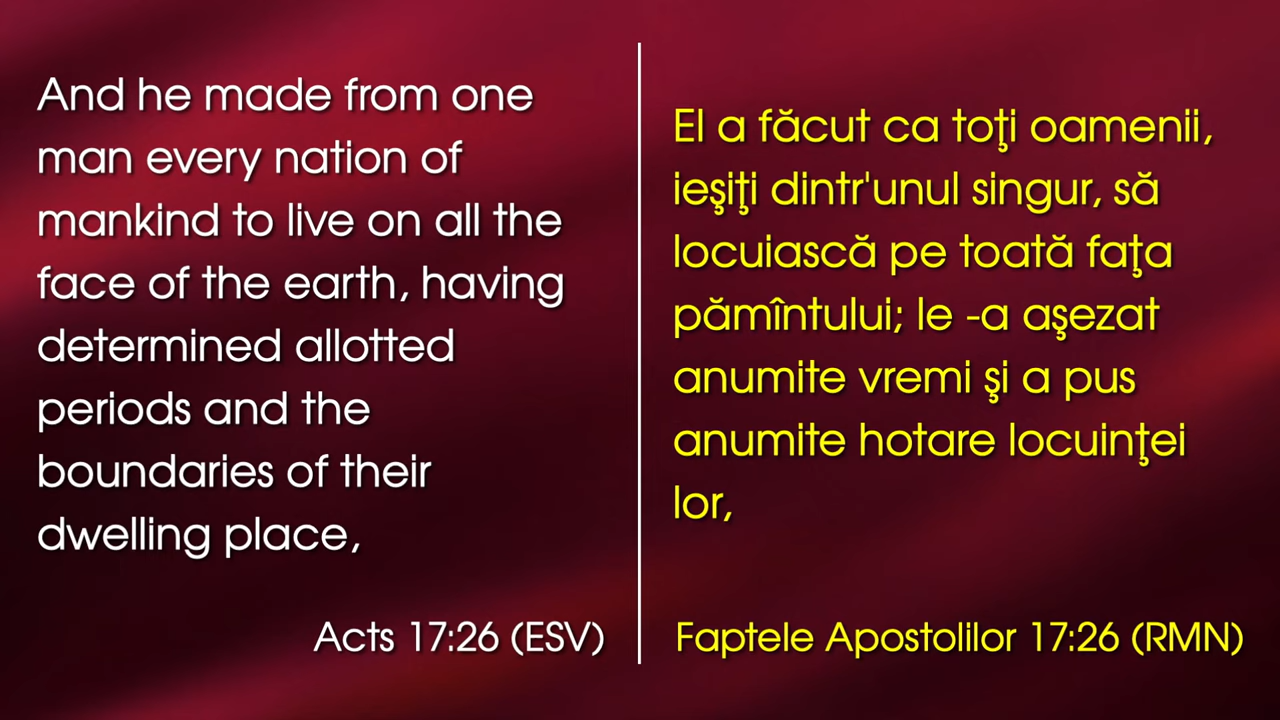 And he made from one
man every nation of
mankind to live on all the
face of the earth, having
determined allotted
periods and the
boundaries of their
dwelling place,
Acts 17:26 (ESV)
El a făcut ca toţi oamenii,
ieşiţi dintr'unul singur, să
locuiască pe toată faţa
pămîntului; le -a aşezat
anumite vremi şi a pus
anumite hotare locuinţei
lor,
Faptele Apostolilor 17:26 (RMN)